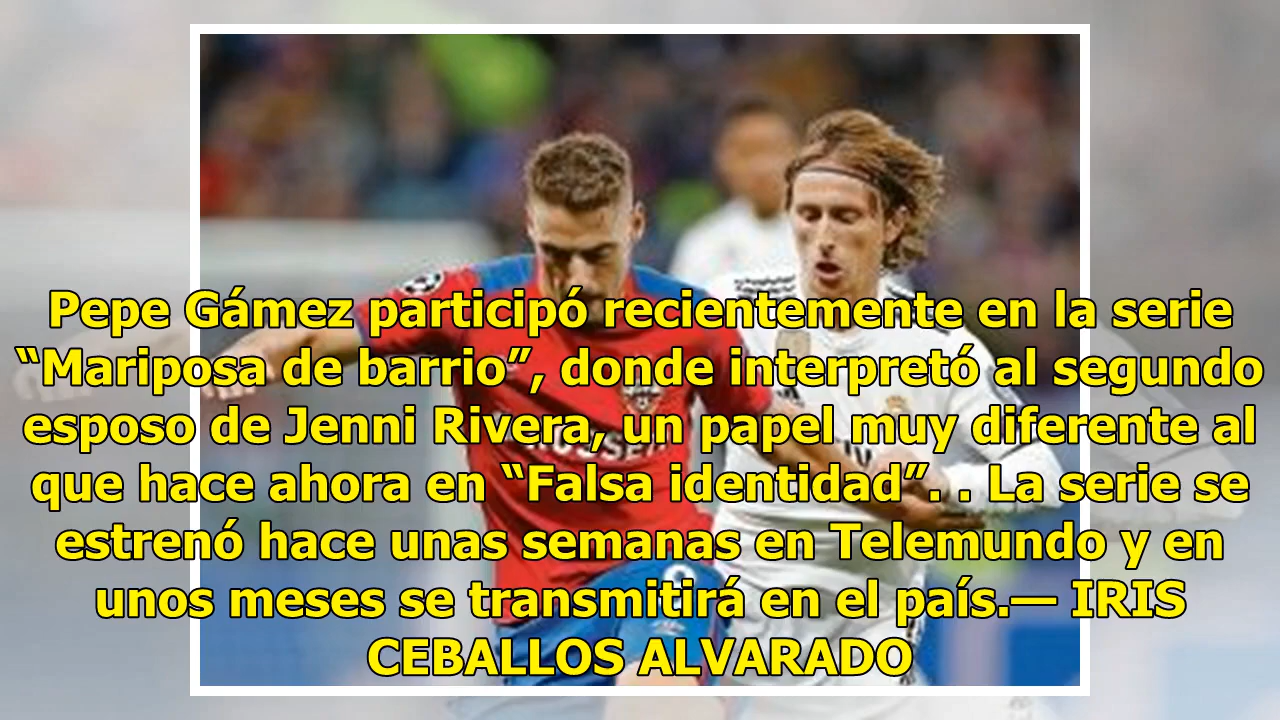 Pepe Gámez participó recientemente en la serie
“Mariposa de barrio”, donde interpretó al segundo
esposo de Jenni Rivera, un papel muy diferente al
que hace ahora en “Falsa identidad”. . La serie se
estrenó hace unas semanas en Telemundo y en
unos meses se transmitirá en el país.— IRIS
CEBALLOS ALVARADO